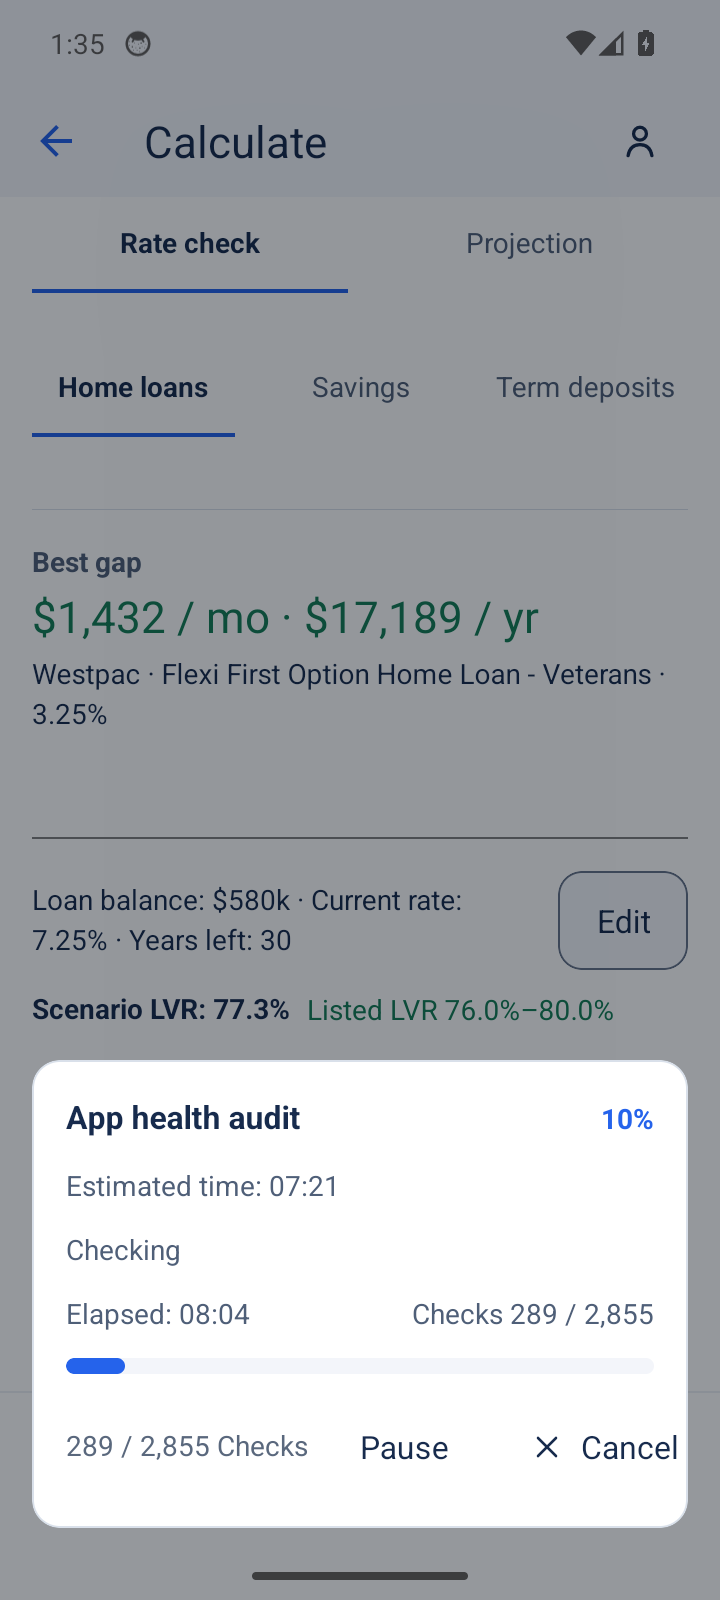 1:35
Calculate
Rate check Projection
Home loans Savings Term deposits
Best gap
$1,432 / mo · $17,189 / yr
Westpac · Flexi First Option Home Loan - Veterans ·
3.25%
Loan balance: $580k · Current rate:
7.25% · Years left: 30
Edit
Scenario LVR: 77.3% Listed LVR 76.0%–80.0%
App health audit 10%
Estimated time: 07:21
Checking
Elapsed: 08:04 Checks 289 / 2,855
289 / 2,855 Checks Pause Cancel